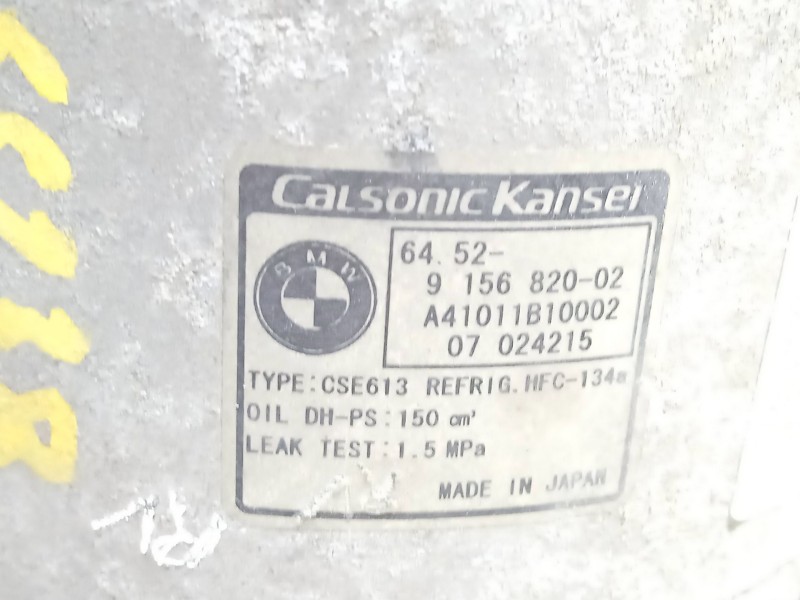 Calsonic Kansei
BMW
64.52-
9 156 820-02
A41011B10002
07 024215
TYPE:CSE613 REFRIG.HFC-134a
OIL DH-PS:150 cm³
LEAK TEST:1.5 MPa
MADE IN JAPAN